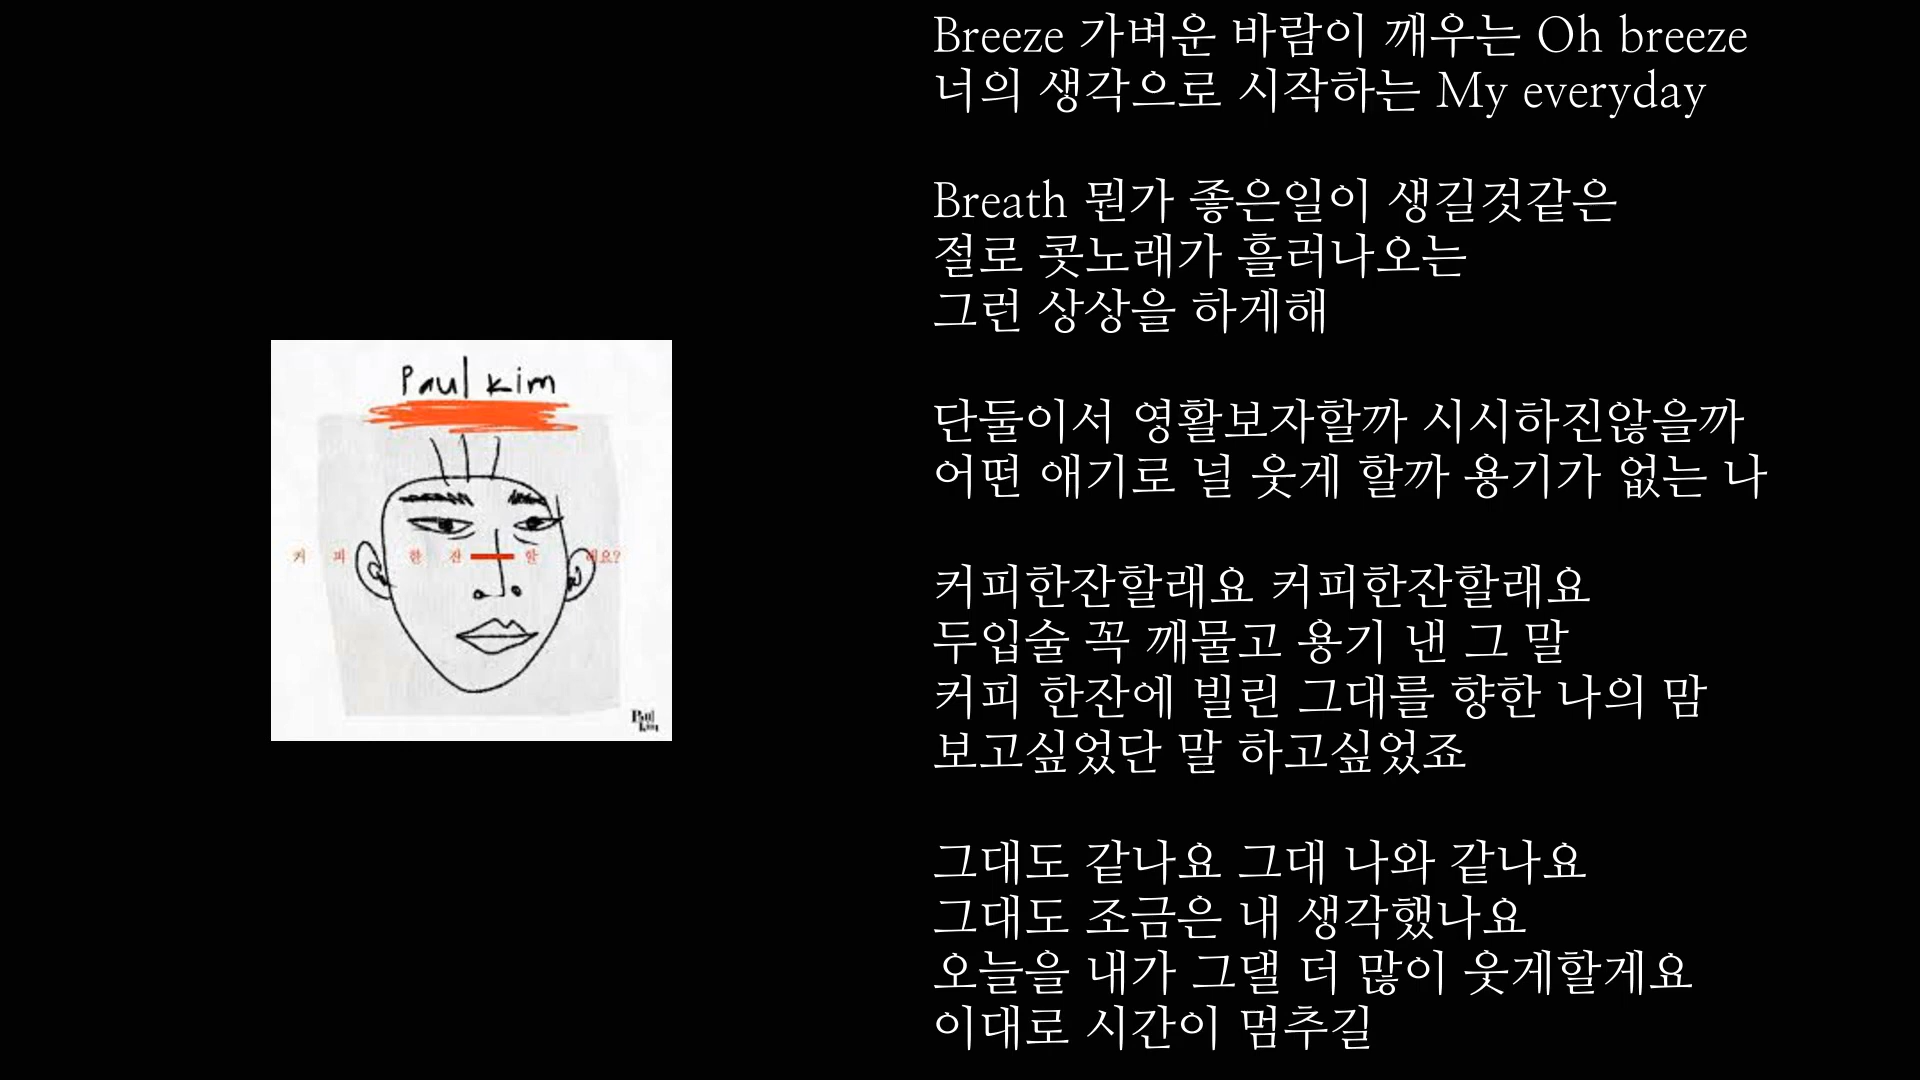 Paul kim
커 피 한 잔 할 래요?
Paul kim
Breeze 가벼운 바람이 깨우는 Oh breeze
너의 생각으로 시작하는 My everyday
Breath 뭔가 좋은일이 생길것같은
절로 콧노래가 흘러나오는
그런 상상을 하게해
단둘이서 영활보자할까 시시하진않을까
어떤 얘기로 널 웃게 할까 용기가 없는 나
커피한잔할래요 커피한잔할래요
두입술 꼭 깨물고 용기 낸 그 말
커피 한잔에 빌린 그대를 향한 나의 맘
보고싶었단 말 하고싶었죠
그대도 같나요 그대 나와 같나요
그대도 조금은 내 생각했나요
오늘을 내가 그댈 더 많이 웃게할게요
이대로 시간이 멈추길